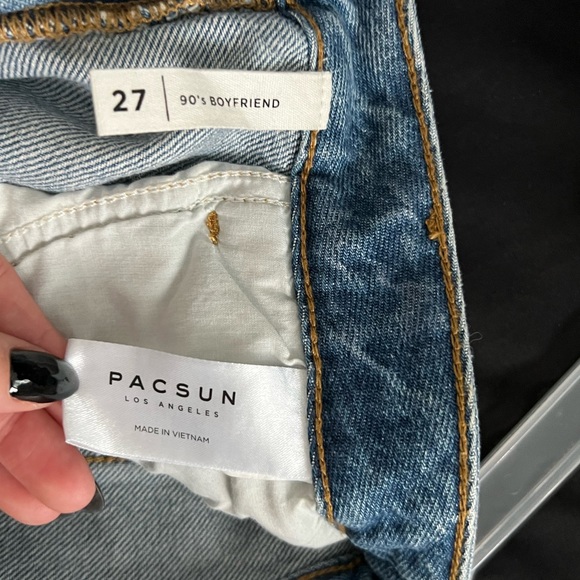 27 | 90's BOYFRIEND
PACSUN
LOS ANGELES
MADE IN VIETNAM